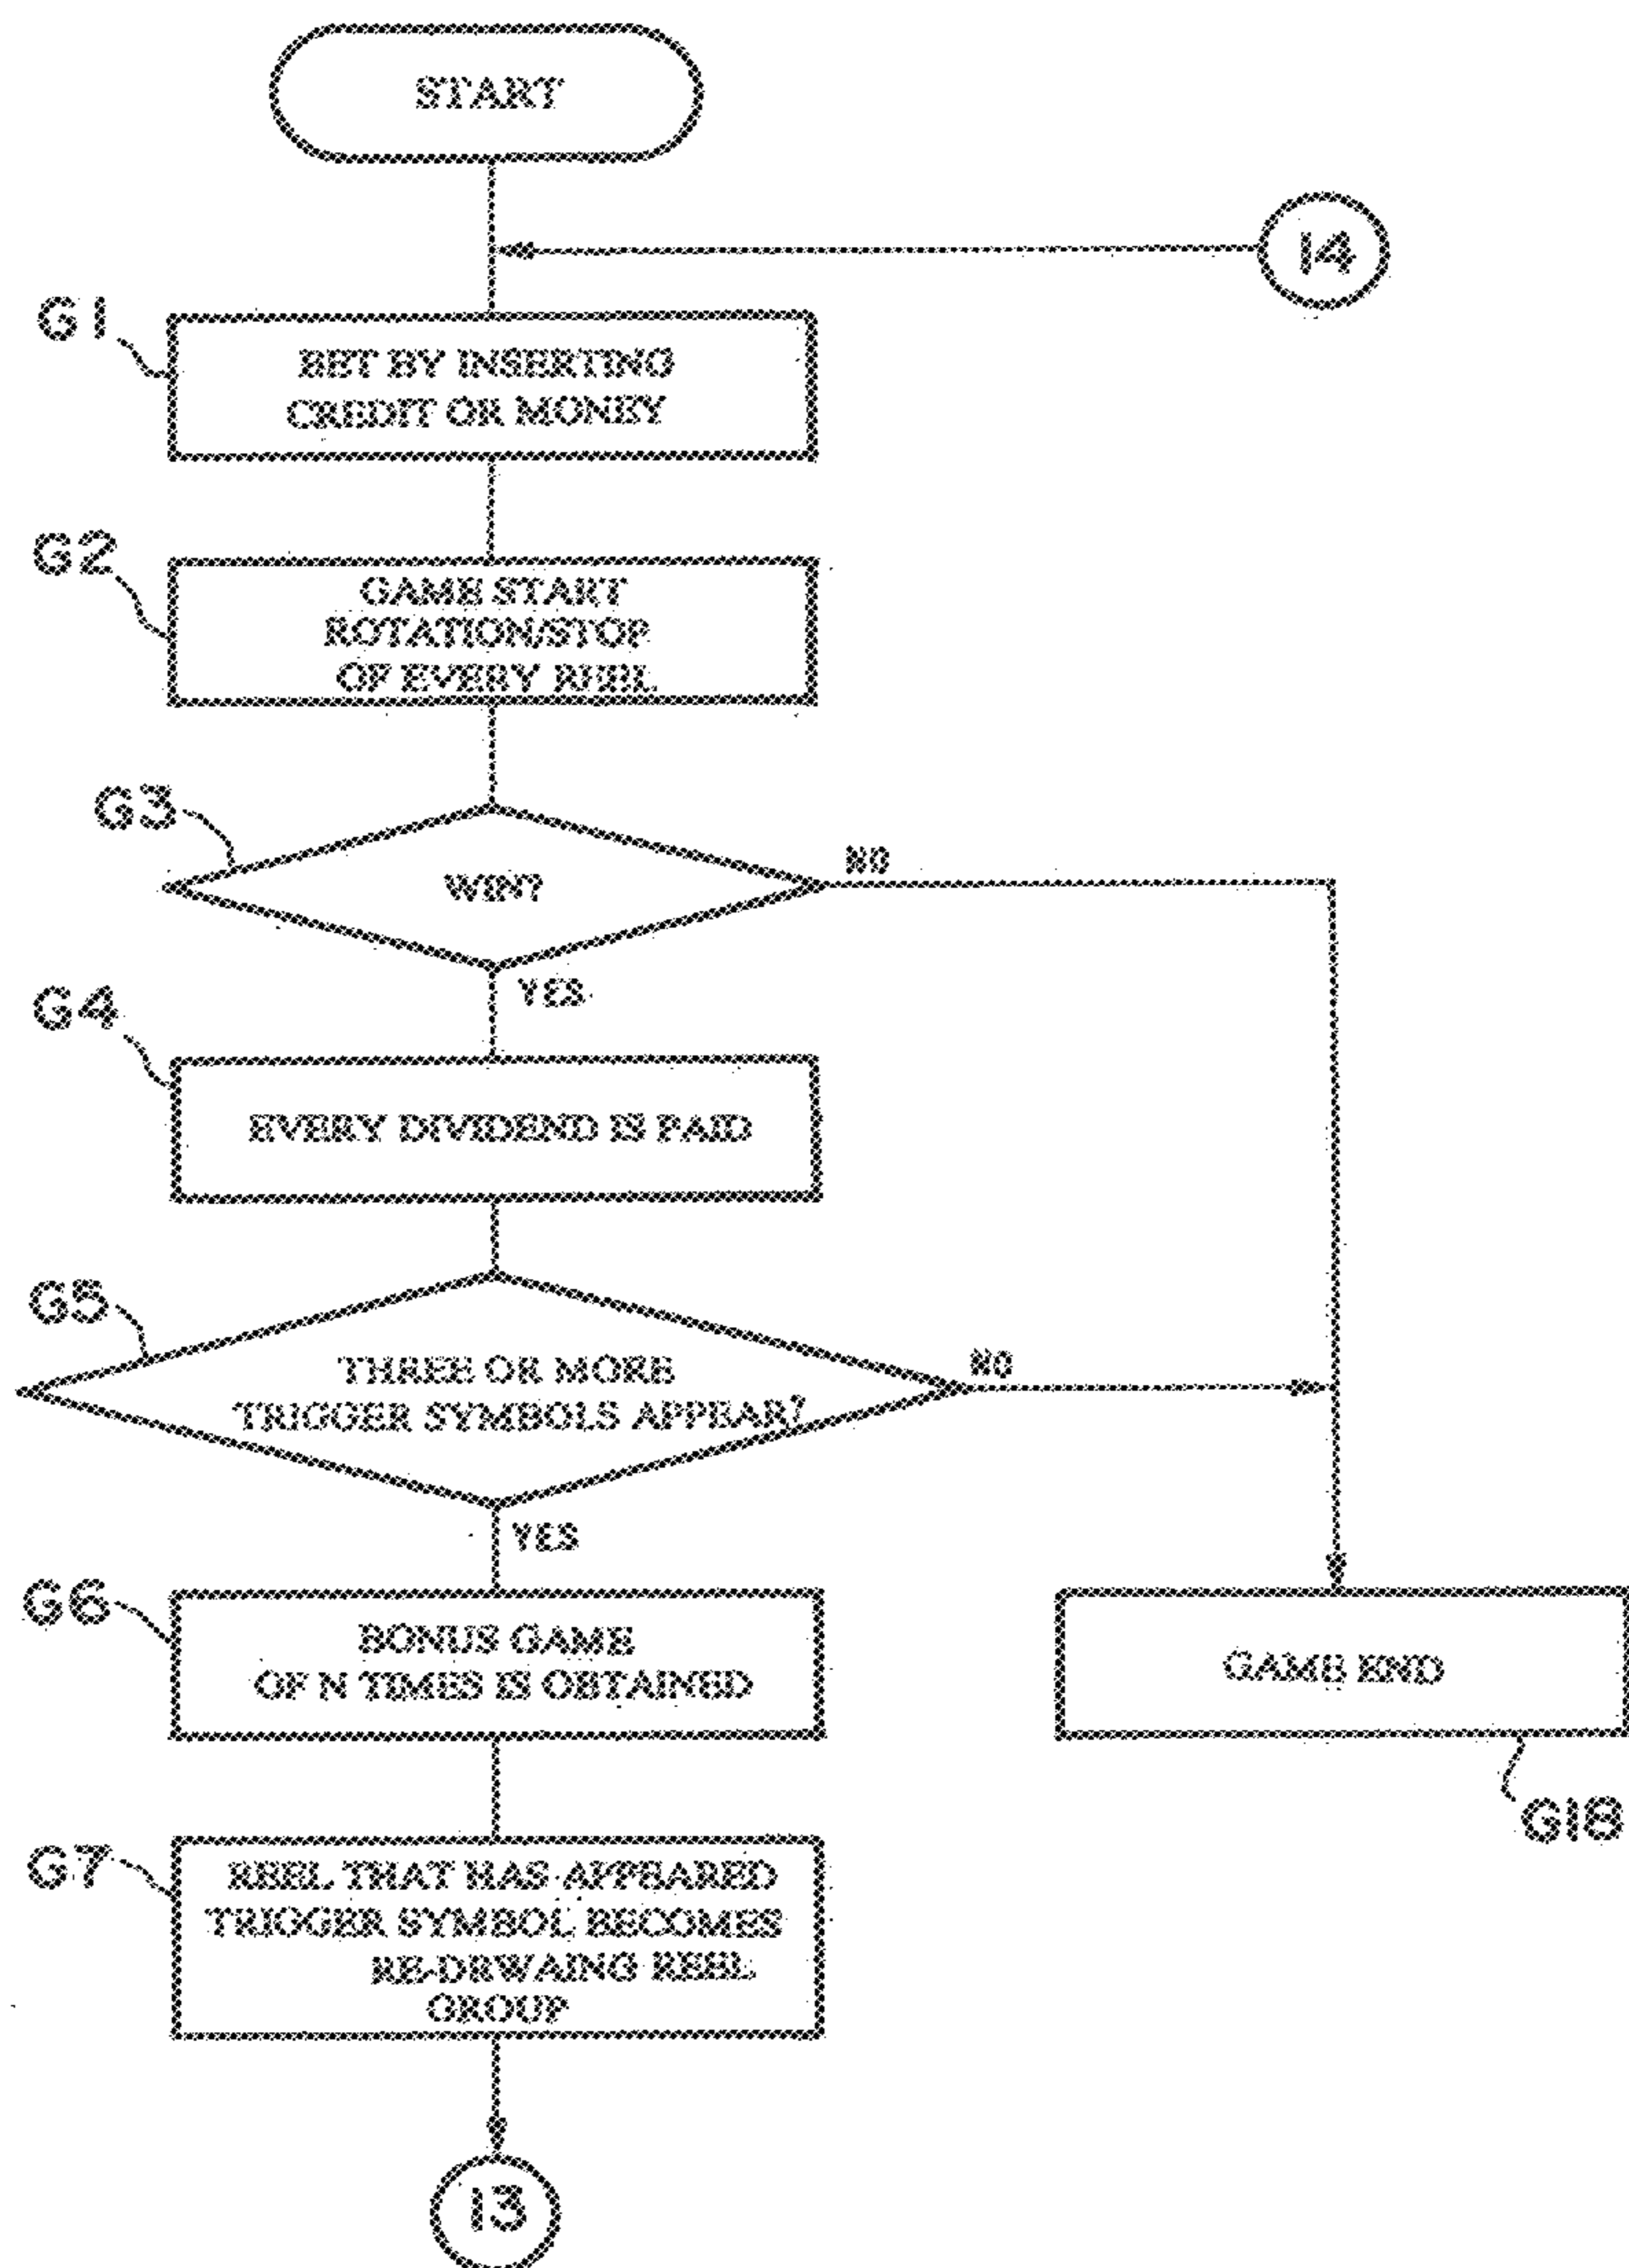 START
14
G1
BET BY INSERTING
CREDIT OR MONEY
G2
GAME START
ROTATION/STOP
OF EVERY REEL
G3
WIN?
NO
YES
G4
EVERY DIVIDEND IS PAID
G5
THREE OR MORE
TRIGGER SYMBOLS APPEAR?
NO
YES
G6
BONUS GAME
OF N TIMES IS OBTAINED
GAME END
G18
G7
REEL THAT HAS APPEARED
TRIGGER SYMBOL BECOMES
RE-DRWAING REEL
GROUP
13